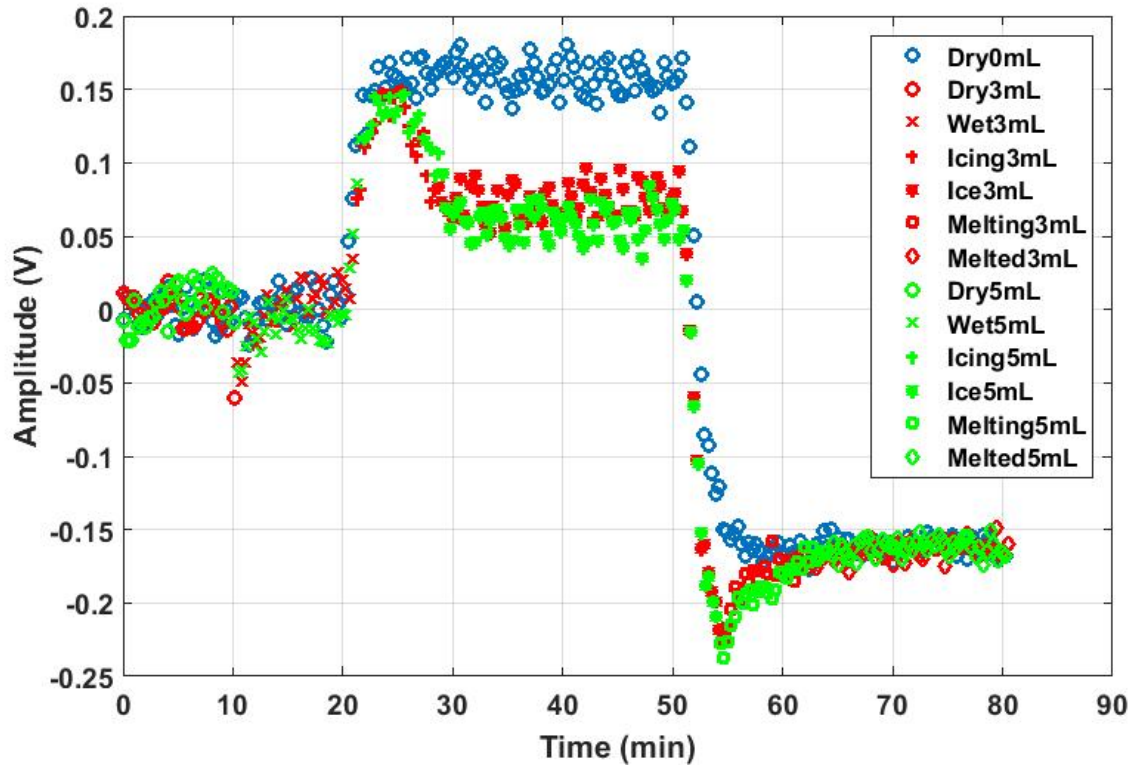 0.2
0.15
0.1
0.05
0
-0.05
-0.1
-0.15
-0.2
-0.25
Amplitude (V)
0 10 20 30 40 50 60 70 80 90
Time (min)
Dry0mL
Dry3mL
Wet3mL
Icing3mL
Ice3mL
Melting3mL
Melted3mL
Dry5mL
Wet5mL
Icing5mL
Ice5mL
Melting5mL
Melted5mL